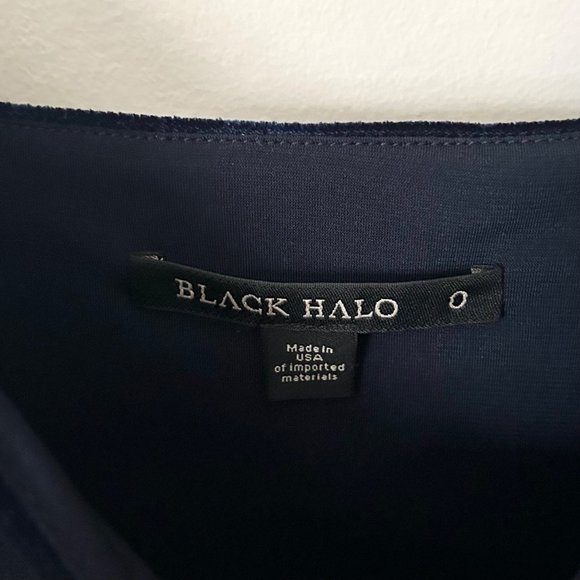 BLACK HALO 0
Made in
USA
of imported
materials